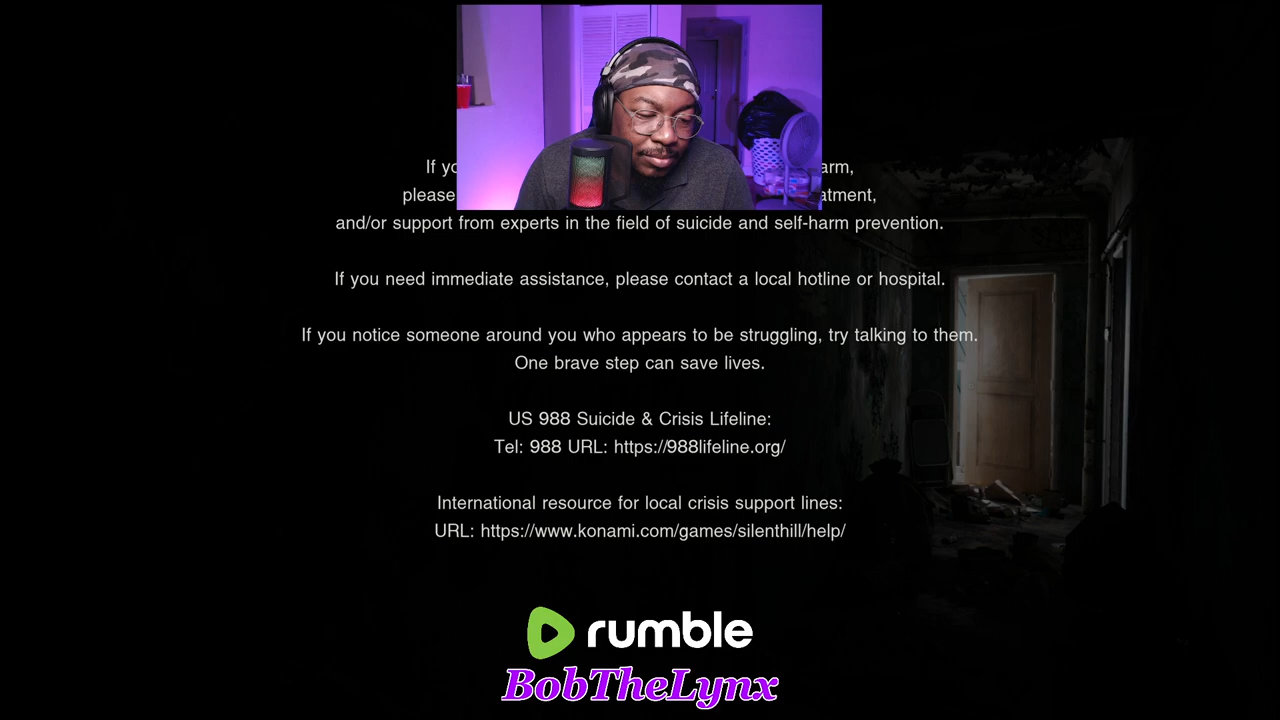 If yo arm,
please atment,
and/or support from experts in the field of suicide and self-harm prevention.
If you need immediate assistance, please contact a local hotline or hospital.
If you notice someone around you who appears to be struggling, try talking to them.
One brave step can save lives.
US 988 Suicide & Crisis Lifeline:
Tel: 988 URL: https://988lifeline.org/
International resource for local crisis support lines:
URL: https://www.konami.com/games/silenthill/help/
rumble
BobTheLynx